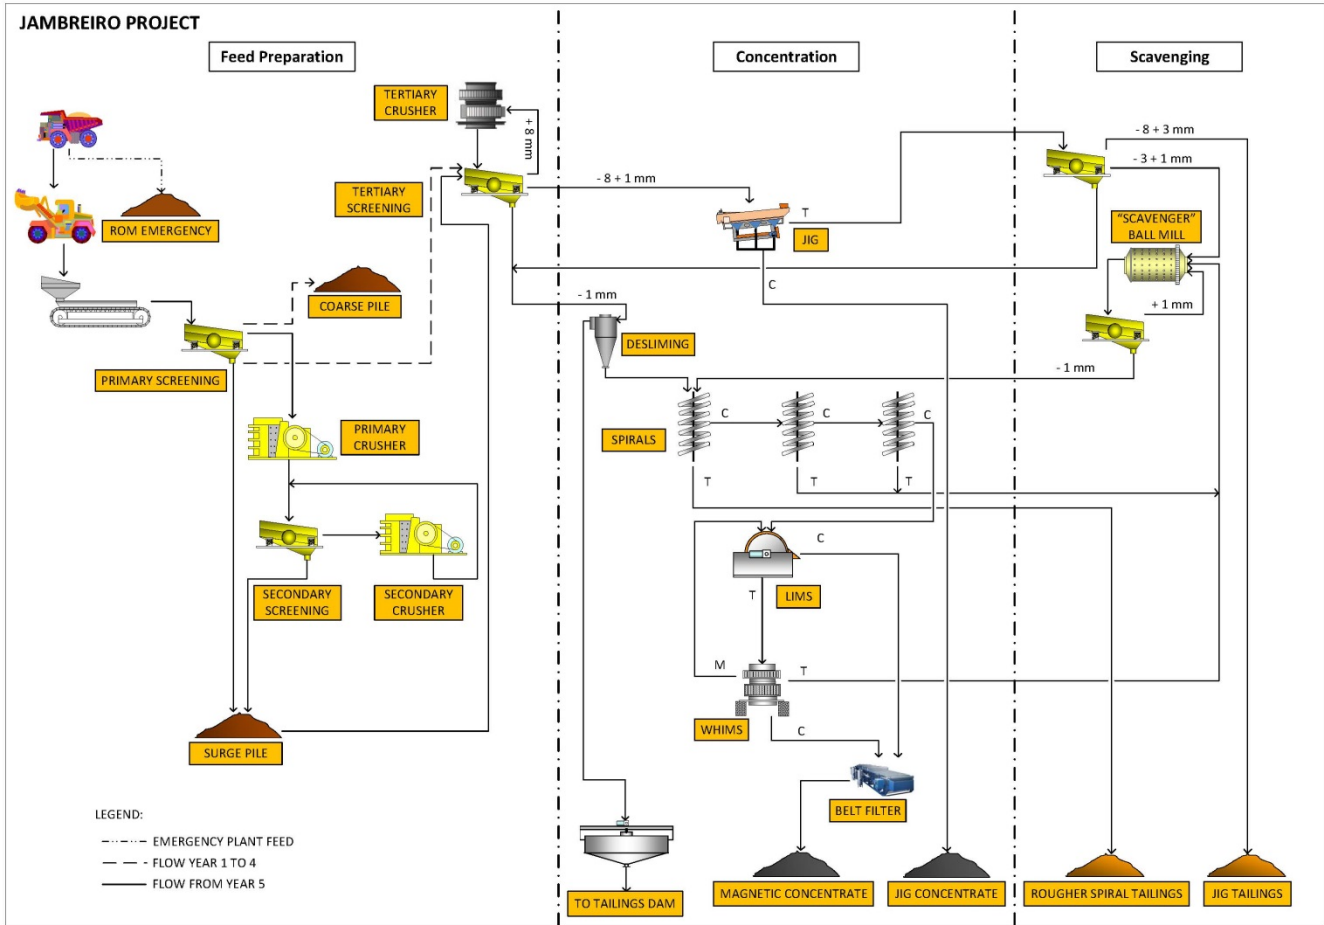 JAMBREIRO PROJECT
Feed Preparation
Concentration
Scavenging
TERTIARY
CRUSHER
+ 8 mm
- 8 + 3 mm
- 3 + 1 mm
- 8 + 1 mm
TERTIARY
SCREENING
T
JIG
"SCAVENGER"
BALL MILL
ROM EMERGENCY
C
COARSE PILE
- 1 mm
+ 1 mm
DESLIMING
- 1 mm
PRIMARY SCREENING
C
C
C
PRIMARY
CRUSHER
SPIRALS
T
T
T
C
SECONDARY
SCREENING
SECONDARY
CRUSHER
T
LIMS
M
T
WHIMS
C
SURGE PILE
BELT FILTER
LEGEND:
EMERGENCY PLANT FEED
FLOW YEAR 1 TO 4
FLOW FROM YEAR 5
TO TAILINGS DAM
MAGNETIC CONCENTRATE
JIG CONCENTRATE
ROUGHER SPIRAL TAILINGS
JIG TAILINGS